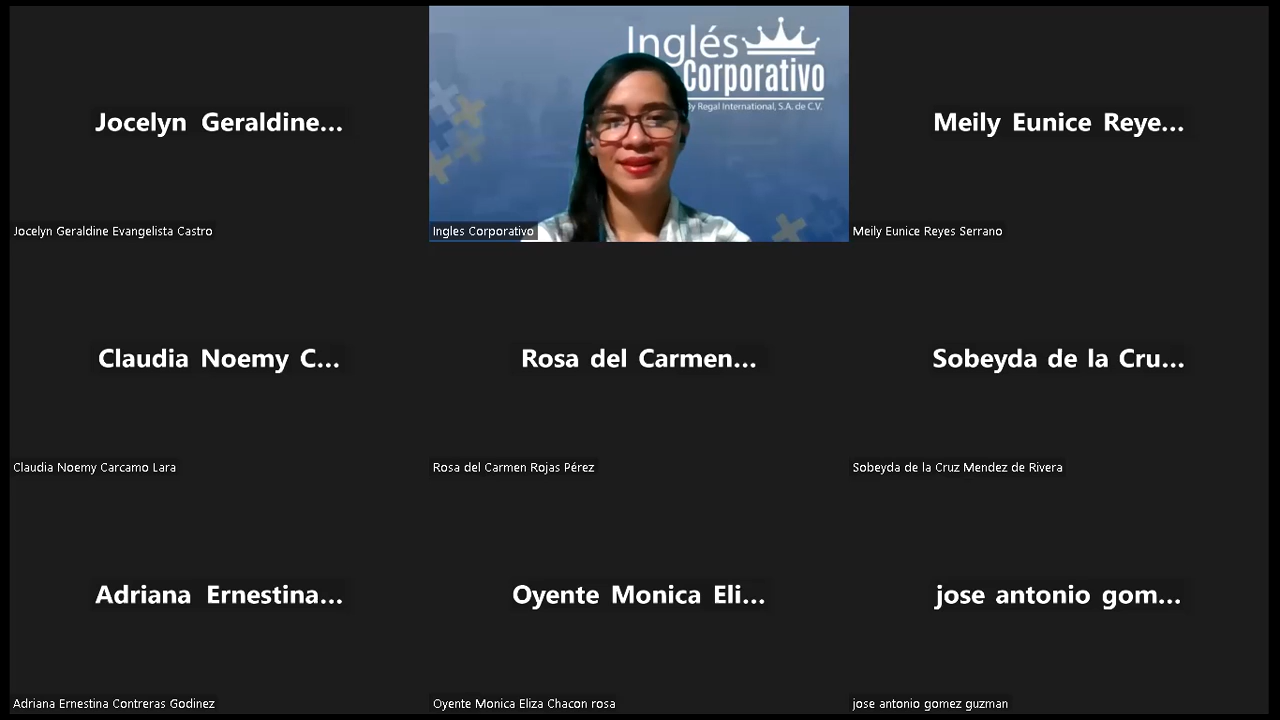 Jocelyn Geraldine...
Jocelyn Geraldine Evangelista Castro
Inglés
Corporativo
By Regal International, S.A. de C.V.
Ingles Corporativo
Meily Eunice Reye...
Meily Eunice Reyes Serrano
Claudia Noemy C...
Claudia Noemy Carcamo Lara
Rosa del Carmen...
Rosa del Carmen Rojas Pérez
Sobeyda de la Cru...
Sobeyda de la Cruz Mendez de Rivera
Adriana Ernestina...
Adriana Ernestina Contreras Godinez
Oyente Monica Eli...
Oyente Monica Eliza Chacon rosa
jose antonio gom...
jose antonio gomez guzman